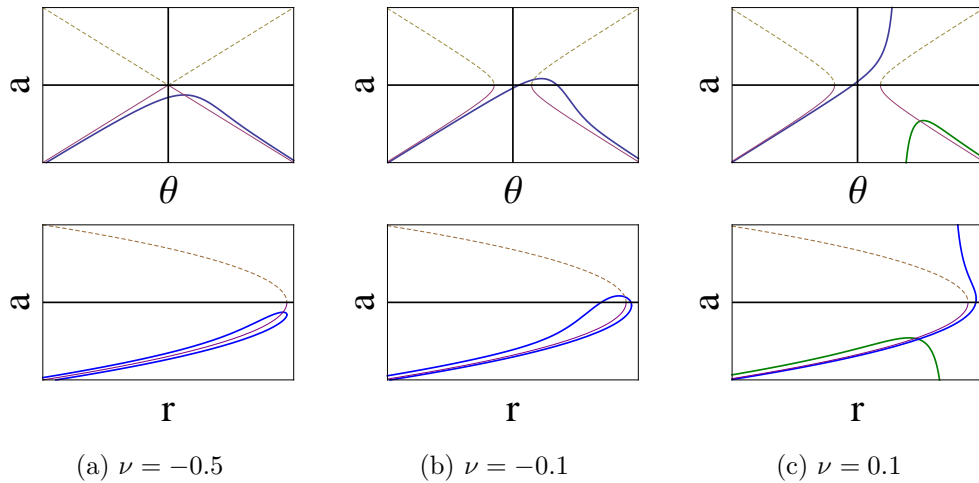 a a a
θ θ θ
a a a
r r r
(a) ν = −0.5 (b) ν = −0.1 (c) ν = 0.1